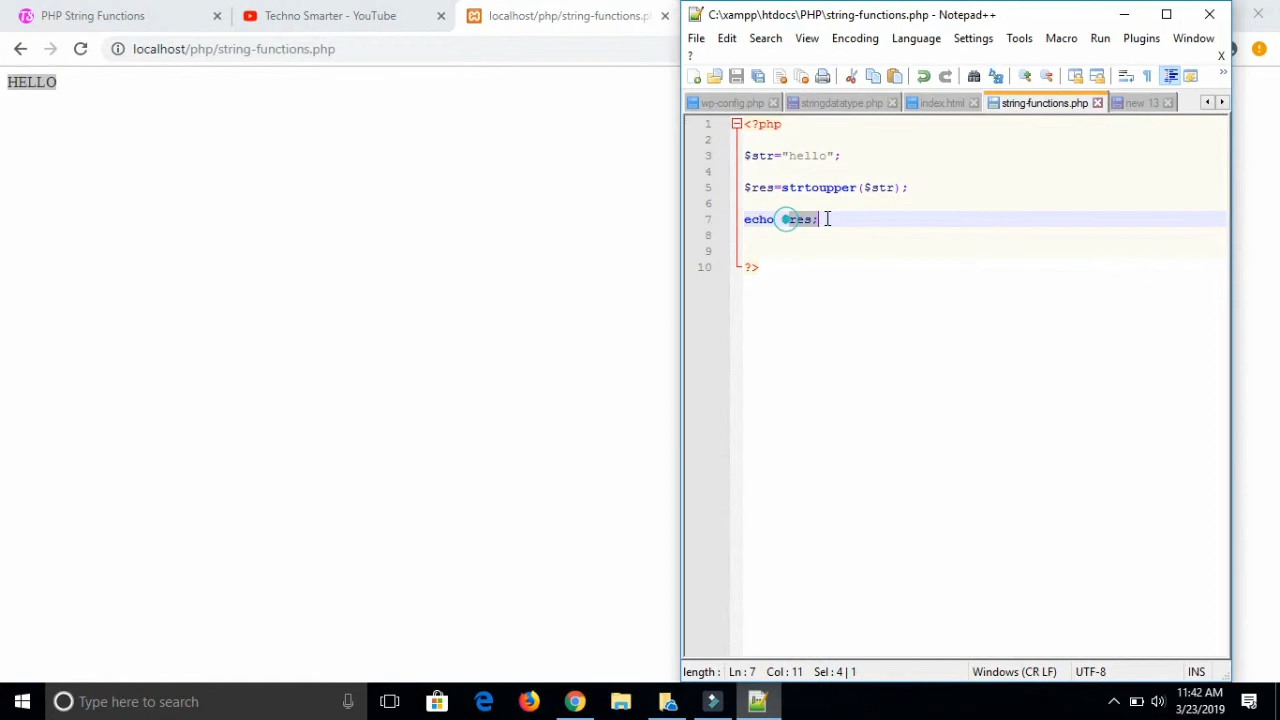 PHP String Functions
Techno Smarter - YouTube
localhost/php/string-functions.p
localhost/php/string-functions.php
HELLO
C:\xampp\htdocs\PHP\string-functions.php - Notepad++
File Edit Search View Encoding Language Settings Tools Macro Run Plugins Window
? X
wp-config.php stringdatatype.php index.html string-functions.php new 13
1 <?php
2
3 $str="hello";
4
5 $res=strtoupper($str);
6
7 echo $res;
8
9
10 ?>
length : Ln : 7 Col : 11 Sel : 4 | 1 Windows (CR LF) UTF-8 INS
Type here to search
11:42 AM
3/23/2019